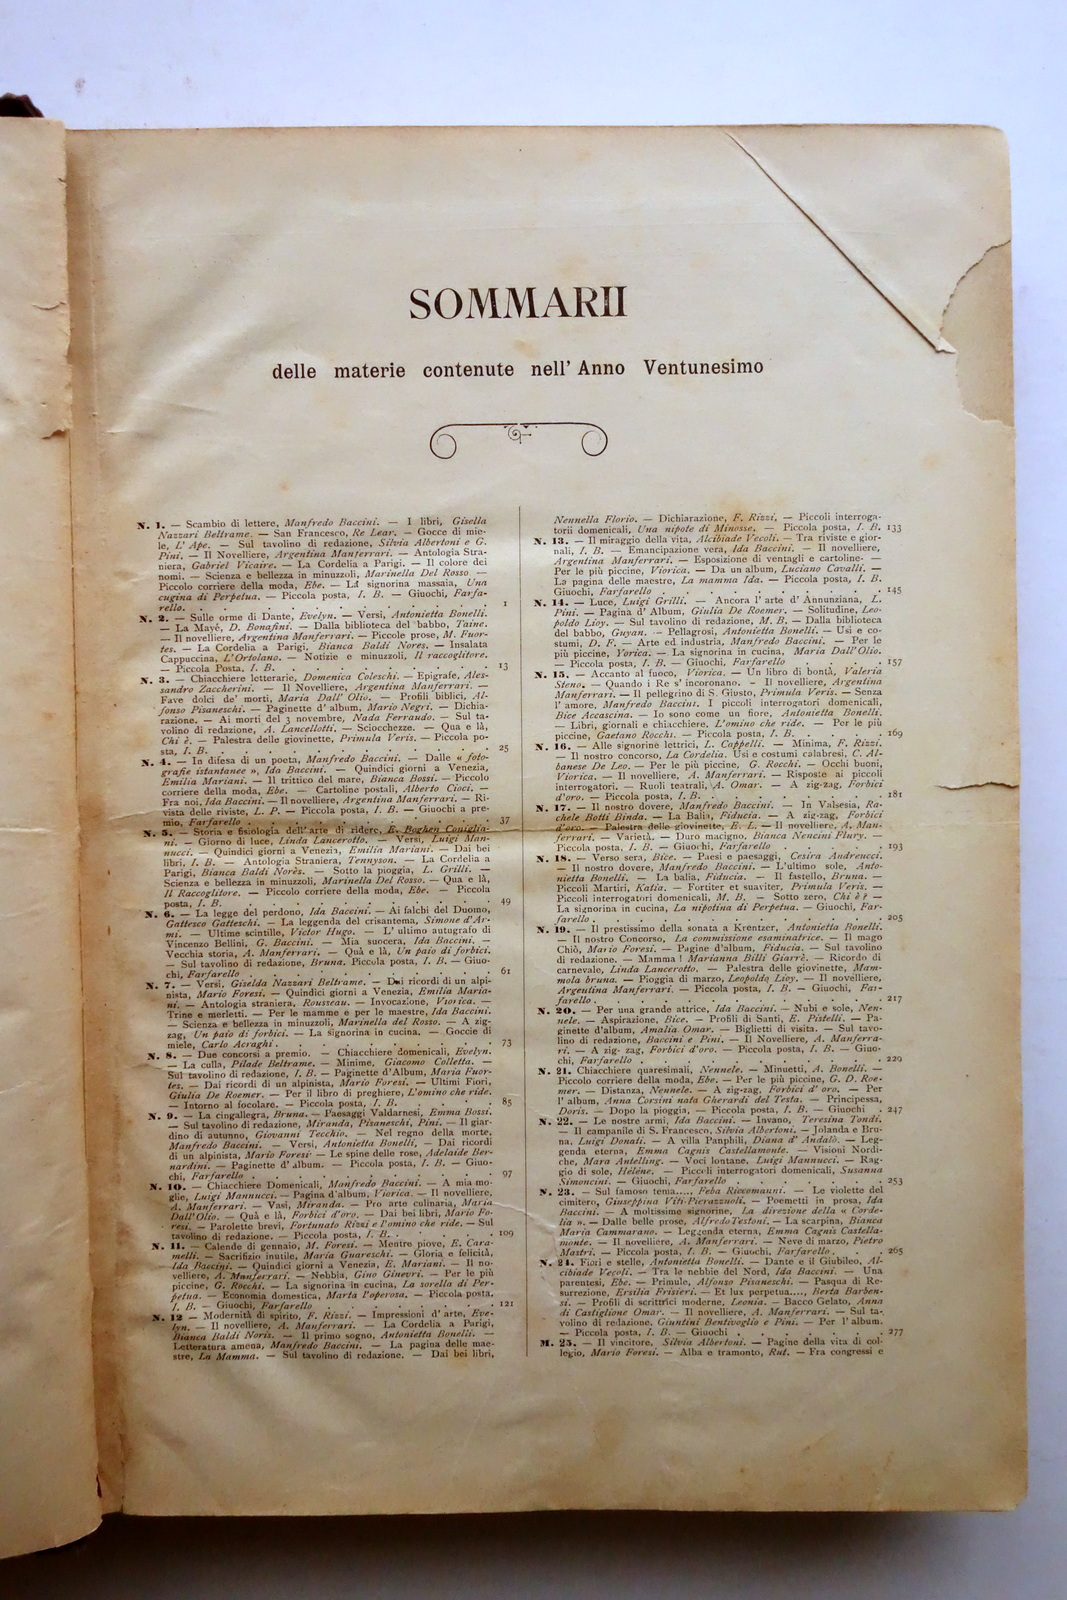 SOMMARII
delle materie contenute nell' Anno Ventunesimo
N. 1. — Scambio di lettere, Manfredo Baccini. — I libri, Gisella
Nazzari Beltrame. — San Francesco, Re Lear. — Gocce di mie-
le, L' Ape. — Sul tavolino di redazione, Silvia Albertoni e G.
Pini. — Il Novelliere, Argentina Manferrari. — Antologia Stra-
niera, Gabriel Vicaire. — La Cordelia a Parigi. — Il colore dei
nomi. — Scienza e bellezza in minuzzoli, Marinella Del Rosso —
Piccolo corriere della moda, Ebe. — La signorina massaia, Una
cugina di Perpetua. — Piccola posta, I. B. — Giuochi, Farfa-
rello. . . . . . . . . 1
N. 2. — Sulle orme di Dante, Evelyn. — Versi, Antonietta Bonelli.
— La Mayé, D. Bonafini. — Dalla biblioteca del babbo, Taine.
— Il novelliere, Argentina Manferrari. — Piccole prose, M. Fuor-
tes. — La Cordelia a Parigi. Bianca Baldi Nores. — Insalata
Cappuccina, L'Ortolano. — Notizie e minuzzoli, Il raccoglitore.
— Piccola Posta, I. B. . . . . . . 13
N. 3. — Chiacchiere letterarie, Domenica Coleschi. — Epigrafe, Ales-
sandro Zaccherini. — Il Novelliere, Argentina Manferrari. —
Fave dolci de' morti, Maria Dall' Olio. — Profili biblici, Al-
fonso Pisaneschi. — Paginette d' album, Mario Negri. — Dichia-
razione. — Ai morti del 3 novembre, Nada Ferraudo. — Sul ta-
volino di redazione, A. Lancellotti. — Sciocchezze. — Qua e là,
Chi è. — Palestra delle giovinette, Primula Veris. — Piccola po-
sta, I. B. . . . . . . . . 25
N. 4. — In difesa di un poeta, Manfredo Baccini. — Dalle « foto-
grafie istantanee », Ida Baccini. — Quindici giorni a Venezia,
Emilia Mariani. — Il trittico del mare, Bianca Bossi. — Piccolo
corriere della moda, Ebe. — Cartoline postali, Alberto Cioci. —
Fra noi, Ida Baccini. — Il novelliere, Argentina Manferrari. — Ri-
vista delle riviste, L. P. — Piccola posta, I. B. — Giuochi a pre-
mio, Farfarello . . . . . . . 37
N. 5. — Storia e fisiologia dell'arte di ridere, E. Boghen Coniglia-
ni. — Giorno di luce, Linda Lancerotto. — Versi, Luigi Man-
nucci. — Quindici giorni a Venezia, Emilia Mariani. — Dai bei
libri, I. B. — Antologia Straniera, Tennyson. — La Cordelia a
Parigi, Bianca Baldi Norès. — Sotto la pioggia, L. Grilli. —
Scienza e bellezza in minuzzoli, Marinella Del Rosso. — Qua e là,
Il Raccoglitore. — Piccolo corriere della moda, Ebe. — Piccola
posta, I. B. . . . . . . . . 49
N. 6. — La legge del perdono, Ida Baccini. — Ai falchi del Duomo,
Gattesco Gatteschi. — La leggenda del crisantema, Simone d'Ar-
mi. — Ultime scintille, Victor Hugo. — L' ultimo autografo di
Vincenzo Bellini, G. Baccini. — Mia suocera, Ida Baccini. —
Vecchia storia, A. Manferrari. — Quà e là, Un paio di forbici.
— Sul tavolino di redazione, Bruna. Piccola posta, I. B. — Giuo-
chi, Farfarello . . . . . . . 61
N. 7. — Versi, Giselda Nazzari Beltrame. — Dai ricordi di un alpi-
nista, Mario Foresi. — Quindici giorni a Venezia, Emilia Maria-
ni. — Antologia straniera, Rousseau. — Invocazione, Viorica. —
Trine e merletti. — Per le mamme e per le maestre, Ida Baccini.
— Scienza e bellezza in minuzzoli, Marinella del Rosso. — A zig-
zag, Un paio di forbici. — La signorina in cucina. — Goccie di
miele, Carlo Acraghi . . . . . . . 73
N. 8. — Due concorsi a premio. — Chiacchiere domenicali, Evelyn.
— La culla, Pilade Beltrame. — Minime, Giacomo Colletta. —
Sul tavolino di redazione, I. B. — Paginette d'Album, Maria Fuor-
tes. — Dai ricordi di un alpinista, Mario Foresi. — Ultimi Fiori,
Giulia De Roemer. — Per il libro di preghiere, L'omino che ride.
— Intorno al focolare. — Piccola posta, I. B. . . . 85
N. 9. — La cingallegra, Bruna. — Paesaggi Valdarnesi, Emma Bossi.
— Sul tavolino di redazione, Miranda, Pisaneschi, Pini. — Il giar-
dino di autunno, Giovanni Tecchio. — Nel regno della morte,
Manfredo Baccini. — Versi, Antonietta Bonelli. — Dai ricordi
di un alpinista, Mario Foresi — Le spine delle rose, Adelaide Ber-
nardini. — Paginette d' album. — Piccola posta, I. B. — Giuo-
chi, Farfarello . . . . . . . 97
N. 10. — Chiacchiere Domenicali, Manfredo Baccini. — A mia mo-
glie, Luigi Mannucci. — Pagina d'album, Viorica. — Il novelliere,
A. Manferrari. — Vasi, Miranda. — Pro arte culinaria, Maria
Dall'Olio. — Quà e là, Forbici d'oro. — Dai bei libri, Mario Fo-
resi. — Parolette brevi, Fortunato Rizzi e l'omino che ride. — Sul
tavolino di redazione. — Piccola posta, I. B. . . . 109
N. 11. — Calende di gennaio, M. Foresi. — Mentre piove, E. Cara-
melli. — Sacrifizio inutile, Maria Guareschi. — Gloria e felicità,
Ida Baccini. — Quindici giorni a Venezia, E. Mariani. — Il no-
velliere, A. Manferrari. — Nebbia, Gino Ginevri. — Per le più
piccine, G. Rocchi. — La signorina in cucina, La sorella di Per-
petua. — Economia domestica, Marta l'operosa. — Piccola posta,
I. B. — Giuochi, Farfarello . . . . . 121
N. 12 — Modernità di spirito, F. Rizzi. — Impressioni d' arte, Eve-
lyn. — Il novelliere, A. Manferrari. — La Cordelia a Parigi,
Bianca Baldi Noris. — Il primo sogno, Antonietta Bonelli. —
Letteratura amena, Manfredo Baccini. — La pagina delle mae-
stre, La Mamma. — Sul tavolino di redazione. — Dai bei libri,
Nennella Florio. — Dichiarazione, F. Rizzi. — Piccoli interroga-
torii domenicali, Una nipote di Minosse. — Piccola posta, I. B. 133
N. 13. — Il miraggio della vita, Alcibiade Vecoli. — Tra riviste e gior-
nali, I. B. — Emancipazione vera, Ida Baccini. — Il novelliere,
Argentina Manferrari. — Esposizione di ventagli e cartoline. —
Per le più piccine, Viorica. — Da un album, Luciano Cavalli. —
La pagina delle maestre, La mamma Ida. — Piccola posta, I. B.
Giuochi, Farfarello . . . . . . . 145
N. 14. — Luce, Luigi Grilli. — Ancora l' arte d' Annunziana, L.
Pini. — Pagina d' Album, Giulia De Roemer. — Solitudine, Leo-
poldo Lioy. — Sul tavolino di redazione, M. B. — Dalla biblioteca
del babbo, Guyan. — Pellagrosi, Antonietta Bonelli. — Usi e co-
stumi, D. F. — Arte ed industria, Manfredo Baccini. — Per le
più piccine, Yorica. — La signorina in cucina, Maria Dall'Olio.
— Piccola posta, I. B. — Giuochi, Farfarello . . . 157
N. 15. — Accanto al fuoco, Viorica. — Un libro di bontà, Valeria
Steno. — Quando i Re s' incoronano. - Il novelliere, Argentina
Manferrari. — Il pellegrino di S. Giusto, Primula Veris. — Senza
l' amore, Manfredo Baccini. I piccoli interrogatori domenicali,
Bice Accascina. — Io sono come un fiore, Antonietta Bonelli.
— Libri, giornali e chiacchiere, L'omino che ride. — Per le più
piccine, Gaetano Rocchi. — Piccola posta, I. B. . . . 169
N. 16. — Alle signorine lettrici, L. Cappelli. — Minima, F. Rizzi.
— Il nostro concorso, La Cordelia. Usi e costumi calabresi, C. Al-
banese De Leo. — Per le più piccine, G. Rocchi. — Occhi buoni,
Viorica. — Il novelliere, A. Manferrari. — Risposte ai piccoli
interrogatori. — Ruoli teatrali, A. Omar. — A zig-zag, Forbici
d'oro. — Piccola posta, I. B. . . . . . 181
N. 17. — Il nostro dovere, Manfredo Baccini. — In Valsesia, Ra-
chele Botti Binda. — La Balia, Fiducia. — A zig-zag, Forbici
d'oro. — Palestra delle giovinette, E. L. — Il novelliere, A. Man-
ferrari. — Varietà. — Duro macigno. Bianca Nencini Flury. —
Piccola posta, I. B. — Giuochi, Farfarello . . . 193
N. 18. — Verso sera, Bice. — Paesi e paesaggi, Cesira Andreucci.
— Il nostro dovere, Manfredo Baccini. — L'ultimo sole, Anto-
nietta Bonelli. — La balia, Fiducia. — Il fastello, Bruna. —
Piccoli Martiri, Katia. — Fortiter et suaviter, Primula Veris. —
Piccoli interrogatori domenicali, M. B. — Sotto zero, Chi è? —
La signorina in cucina, La nipotina di Perpetua. — Giuochi, Far-
farello . . . . . . . . 205
N. 19. — Il prestissimo della sonata a Krentzer, Antonietta Bonelli.
— Il nostro Concorso, La commissione esaminatrice. — Il mago
Chiò, Mario Foresi. — Pagine d'album, Fiducia. — Sul tavolino
di redazione. — Mamma ! Marianna Billi Giarrè. — Ricordo di
carnevale, Linda Lancerotto. — Palestra delle giovinette, Mam-
mola bruna. — Pioggia di marzo, Leopoldo Lioy. — Il novelliere,
Argentina Manferrari. — Piccola posta, I. B. — Giuochi, Far-
farello . . . . . . . . 217
N. 20. — Per una grande attrice, Ida Baccini. — Nubi e sole, Nen-
nele. — Aspirazione, Bice. — Profili di Santi, E. Pistelli. — Pa-
ginette d'album, Amalia Omar. — Biglietti di visita. — Sul tavo-
lino di redazione, Baccini e Pini. — Il Novelliere, A. Manferra-
ri. — A zig- zag, Forbici d'oro. — Piccola posta, I. B. — Giuo-
chi, Farfarello . . . . . . . 229
N. 21. Chiacchiere quaresimali, Nennele. — Minuetti, A. Bonelli. —
Piccolo corriere della moda, Ebe. — Per le più piccine, G. D. Roe-
mer. — Distanza, Nennele. — A zig-zag, Forbici d' oro. — Per
l' album, Anna Corsini nata Gherardi del Testa. — Principessa,
Doris. — Dopo la pioggia, — Piccola posta, I. B. — Giuochi . 247
N. 22. — Le nostre armi, Ida Baccini. — Invano, Teresina Tondi.
— Il campanile di S. Francesco, Silvia Albertoni. — Jolanda e Bru-
na, Luigi Donati. — A villa Panphili, Diana d' Andalò. — Leg-
genda eterna, Emma Cagnis Castellamonte. — Visioni Nordi-
che, Mara Antelling. — Voci lontane, Luigi Mannucci. — Rag-
gio di sole, Héléne. — Piccoli interrogatori domenicali, Susanna
Simoncini. — Giuochi, Farfarello . . . . . 253
N. 23. — Sul famoso tema...., Feba Riccomanni. — Le violette del
cimitero, Giuseppina Viti-Pierazzuoli. — Poemetti in prosa, Ida
Baccini. — A moltissime signorine, La direzione della « Corde-
lia ». — Dalle belle prose, Alfredo Testoni. — La scarpina, Bianca
Maria Cammarano. — Leggenda eterna, Emma Cagnis Castella-
monte. — Il novelliere, A. Manferrari. — Neve di marzo, Pietro
Mastri. — Piccola posta, I. B. — Giuochi, Farfarello . . 265
N. 24. Fiori e stelle, Antonietta Bonelli. — Dante e il Giubileo, Al-
cibiade Vecoli. — Tra le nebbie del Nord, Ida Baccini. — Una
parentesi, Ebe. — Primule, Alfonso Pisaneschi. — Pasqua di Re-
surrezione, Ersilia Frisieri. — Et lux perpetua...., Berta Barben-
si. — Profili di scrittrici moderne, Leonia. — Bacco Gelato, Anna
di Castiglione Omar. — Il novelliere, A. Manferrari. — Sul ta-
volino di redazione, Giuntini Bentivoglio e Pini. — Per l' album.
— Piccola posta, I. B. — Giuochi . . . . . 277
M. 25. — Il vincitore, Silvia Albertoni. — Pagine della vita di col-
legio, Mario Foresi. — Alba e tramonto, Rut. — Fra congressi e